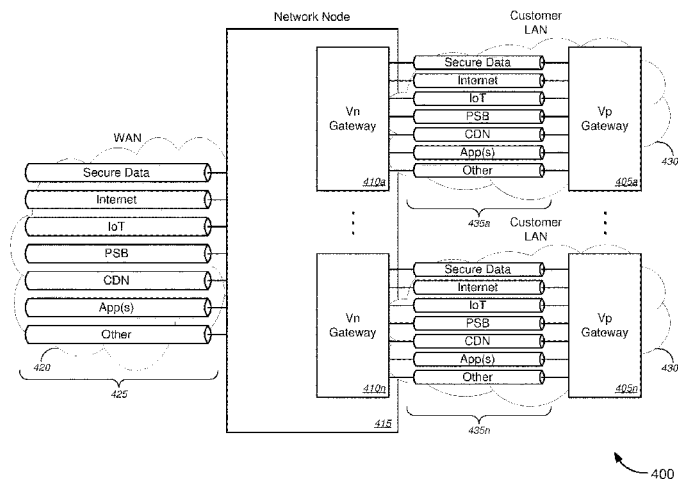 Network Node
Customer
LAN
Secure Data
Internet
IoT
PSB
CDN
App(s)
Other
Vn
Gateway
410a
Vp
Gateway
405a
430
435a
WAN
Secure Data
Internet
IoT
PSB
CDN
App(s)
Other
420
425
Customer
LAN
Secure Data
Internet
IoT
PSB
CDN
App(s)
Other
Vn
Gateway
410n
Vp
Gateway
405n
430
415
435n
400